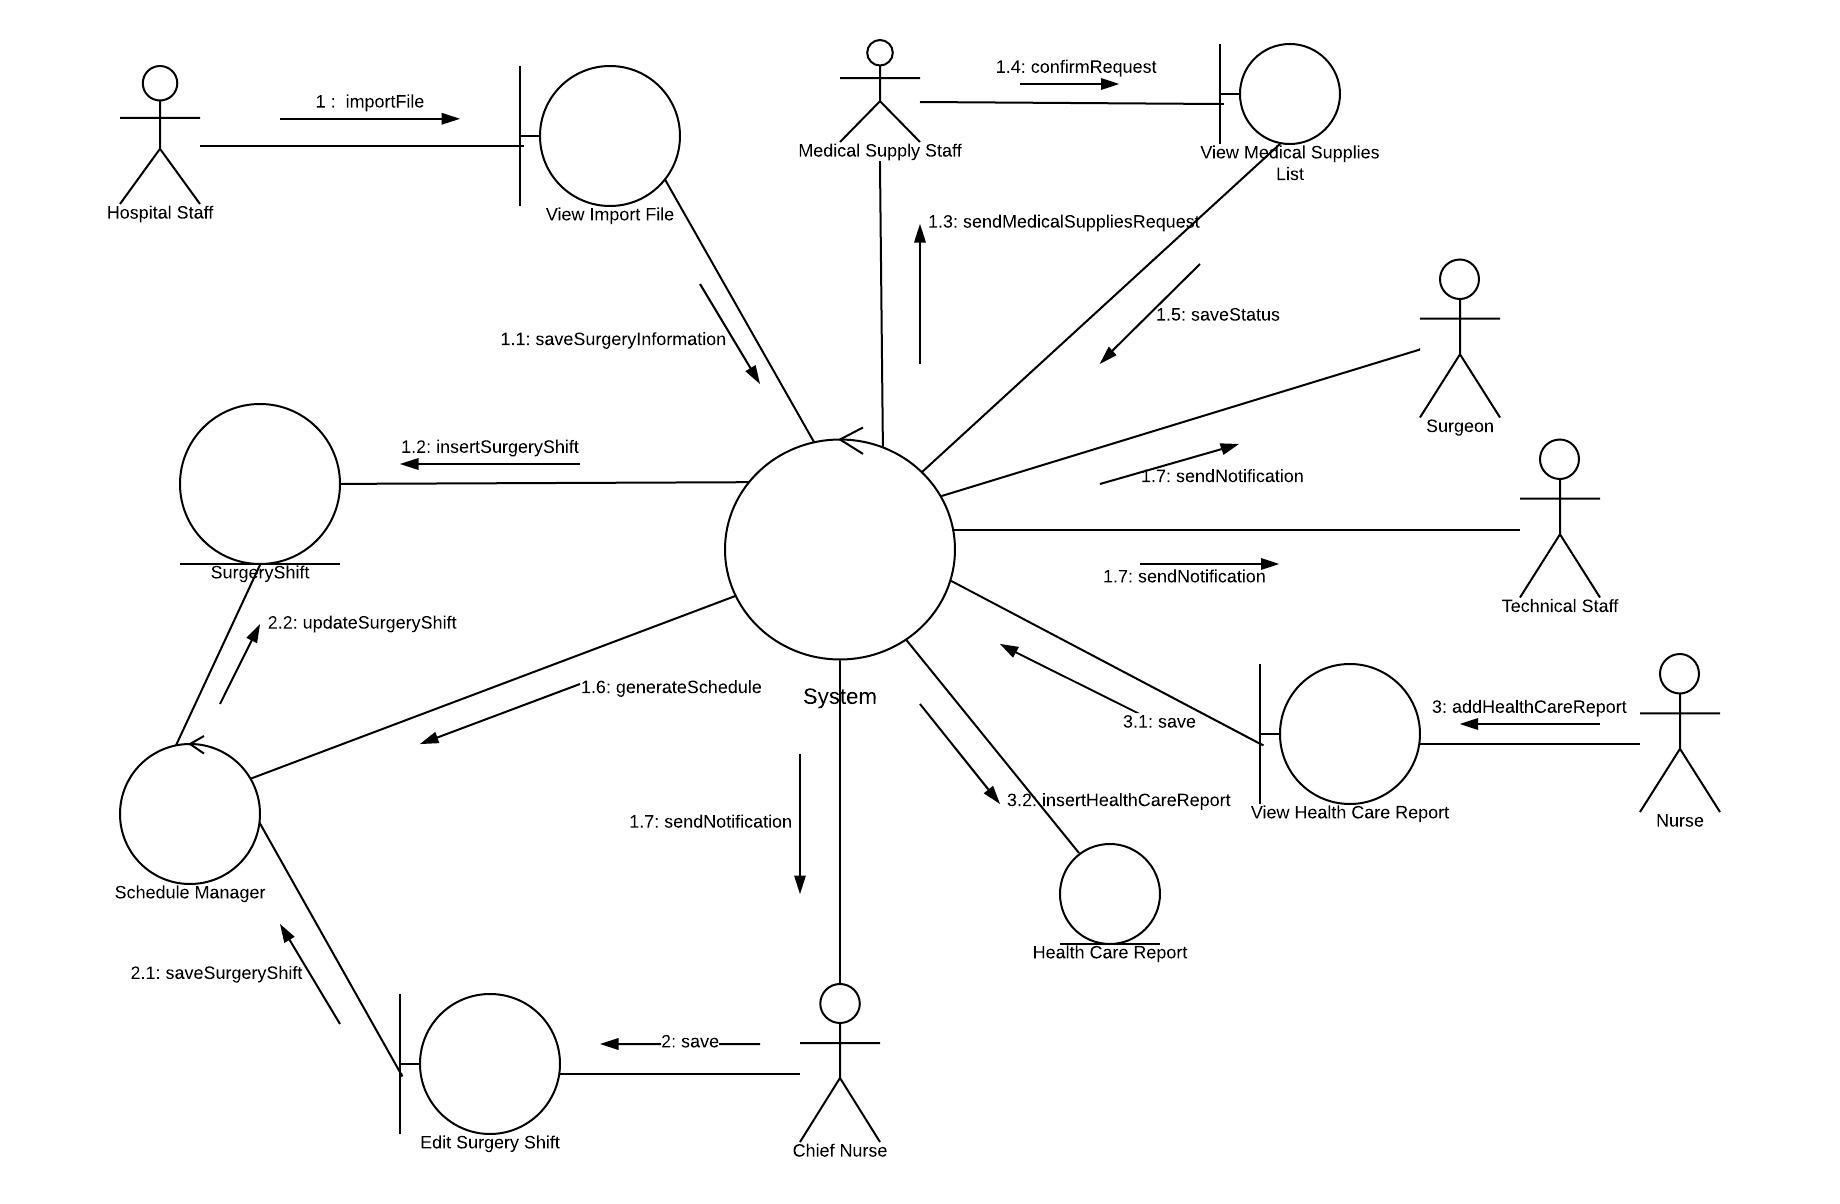 1 :  importFile
1.4: confirmRequest
Hospital Staff
View Import File
Medical Supply Staff
View Medical Supplies
List
1.3: sendMedicalSuppliesRequest
1.1: saveSurgeryInformation
1.5: saveStatus
Surgeon
1.2: insertSurgeryShift
1.7: sendNotification
SurgeryShift
1.7: sendNotification
Technical Staff
2.2: updateSurgeryShift
1.6: generateSchedule
System
3.1: save
3: addHealthCareReport
1.7: sendNotification
3.2: insertHealthCareReport
View Health Care Report
Nurse
Schedule Manager
Health Care Report
2.1: saveSurgeryShift
2: save
Edit Surgery Shift
Chief Nurse